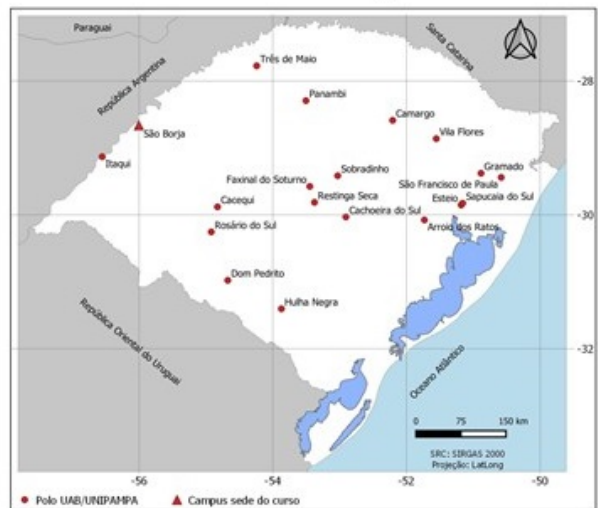 Paraguai
Santa Catarina
República Argentina
-28
Três de Maio
Panambi
Camargo
Vila Flores
São Borja
Itaqui
Sobradinho
Gramado
Faxinal do Soturno
São Francisco de Paula
Restinga Seca
Esteio
Sapucaia do Sul
Cacequi
Cachoeira do Sul
-30
Rosário do Sul
Arroio dos Ratos
Dom Pedrito
Hulha Negra
República Oriental do Uruguai
-32
Oceano Atlântico
0 75 150 km
SRC: SIRGAS 2000
Projeção: LatLong
-56 -54 -52 -50
Polo UAB/UNIPAMPA Campus sede do curso